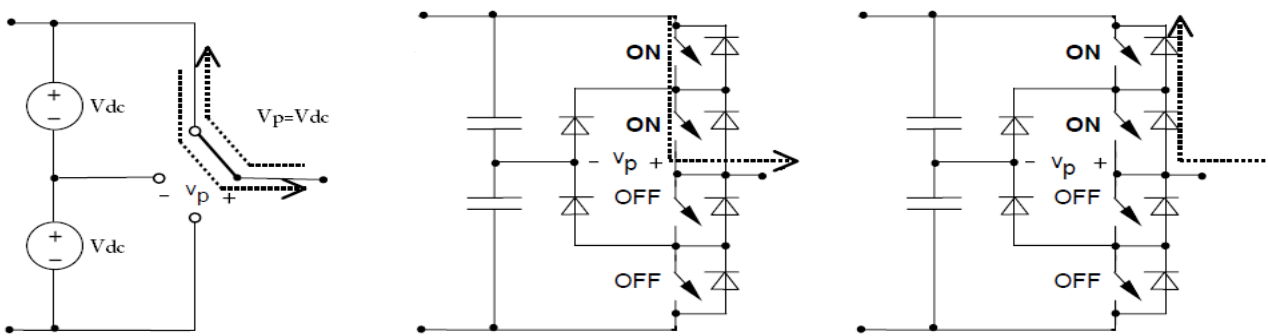 +
−
Vdc
Vp=Vdc
− vp +
+
−
Vdc
ON
ON
− vp +
OFF
OFF
ON
ON
− vp +
OFF
OFF